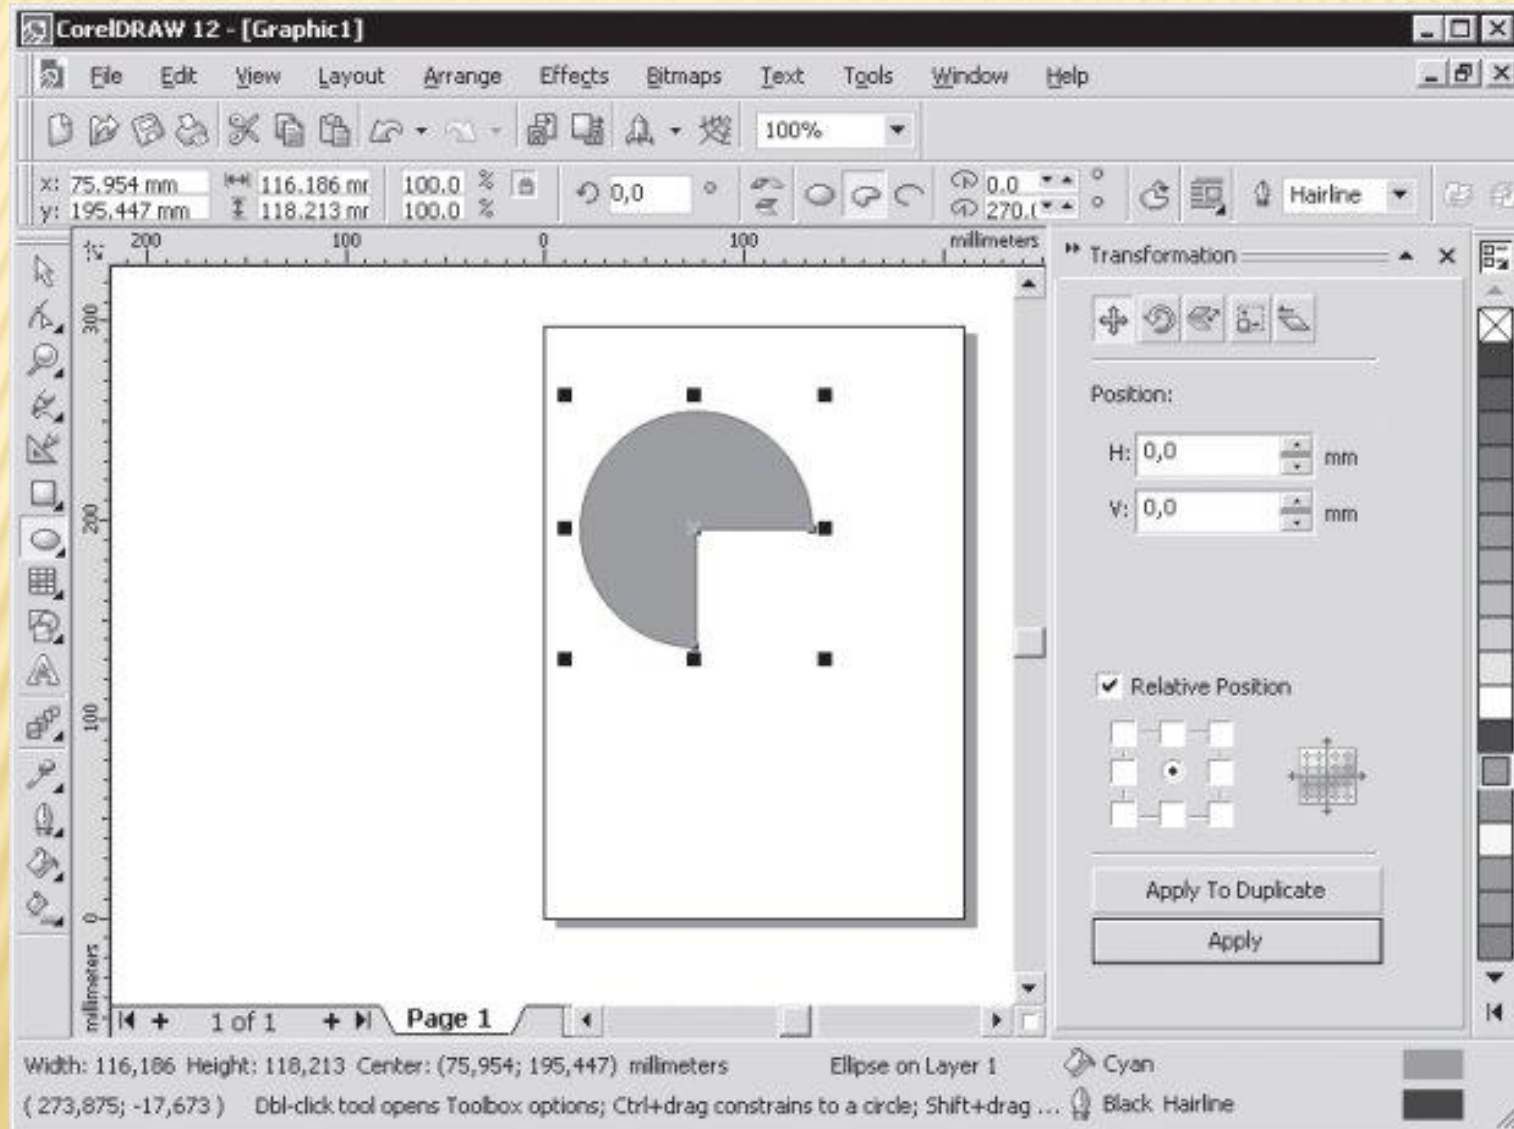 CorelDRAW 12 - [Graphic1]
File Edit View Layout Arrange Effects Bitmaps Text Tools Window Help
100%
x: 75,954 mm 116.186 mr 100.0 % 0,0 ° 0.0 ° Hairline
y: 195,447 mm 118.213 mr 100.0 % 270.( °
200 100 0 100 millimeters
Transformation
300
200
100
0
millimeters
Position:
H: 0,0 mm
V: 0,0 mm
Relative Position
Apply To Duplicate
Apply
1 of 1 Page 1
Width: 116,186 Height: 118,213 Center: (75,954; 195,447) millimeters Ellipse on Layer 1 Cyan
( 273,875; -17,673 ) Dbl-click tool opens Toolbox options; Ctrl+drag constrains to a circle; Shift+drag ... Black Hairline